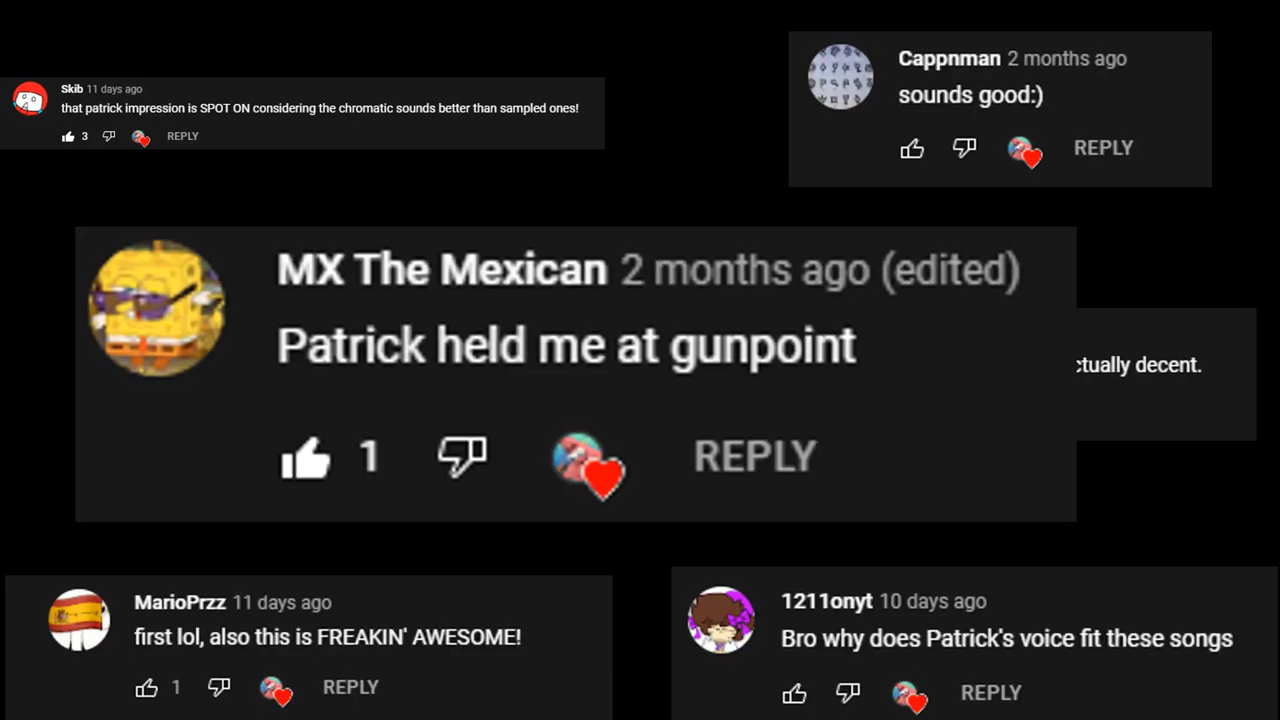 Skib 11 days ago
that patrick impression is SPOT ON considering the chromatic sounds better than sampled ones!
3 REPLY
Cappnman 2 months ago
sounds good:)
REPLY
MX The Mexican 2 months ago (edited)
Patrick held me at gunpoint
1 REPLY
ctually decent.
MarioPrzz 11 days ago
first lol, also this is FREAKIN' AWESOME!
1 REPLY
1211onyt 10 days ago
Bro why does Patrick's voice fit these songs
REPLY